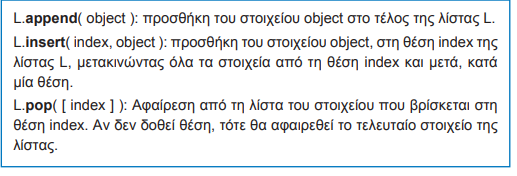 L.append( object ): προσθήκη του στοιχείου object στο τέλος της λίστας L.
L.insert( index, object ): προσθήκη του στοιχείου object, στη θέση index της
λίστας L, μετακινώντας όλα τα στοιχεία από τη θέση index και μετά, κατά
μία θέση.
L.pop( [ index ] ): Αφαίρεση από τη λίστα του στοιχείου που βρίσκεται στη
θέση index. Αν δεν δοθεί θέση, τότε θα αφαιρεθεί το τελευταίο στοιχείο της
λίστας.